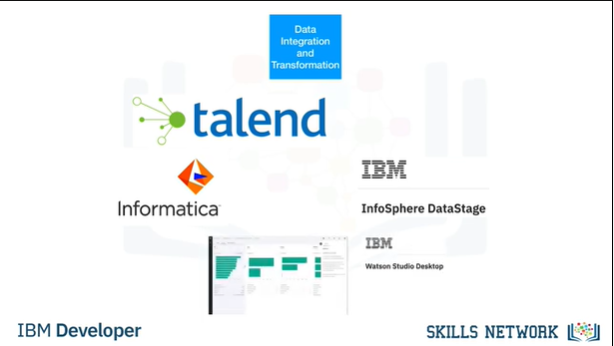 Data
Integration
and
Transformation
talend
Informatica
IBM
InfoSphere DataStage
IBM
Watson Studio Desktop
IBM Developer
SKILLS NETWORK